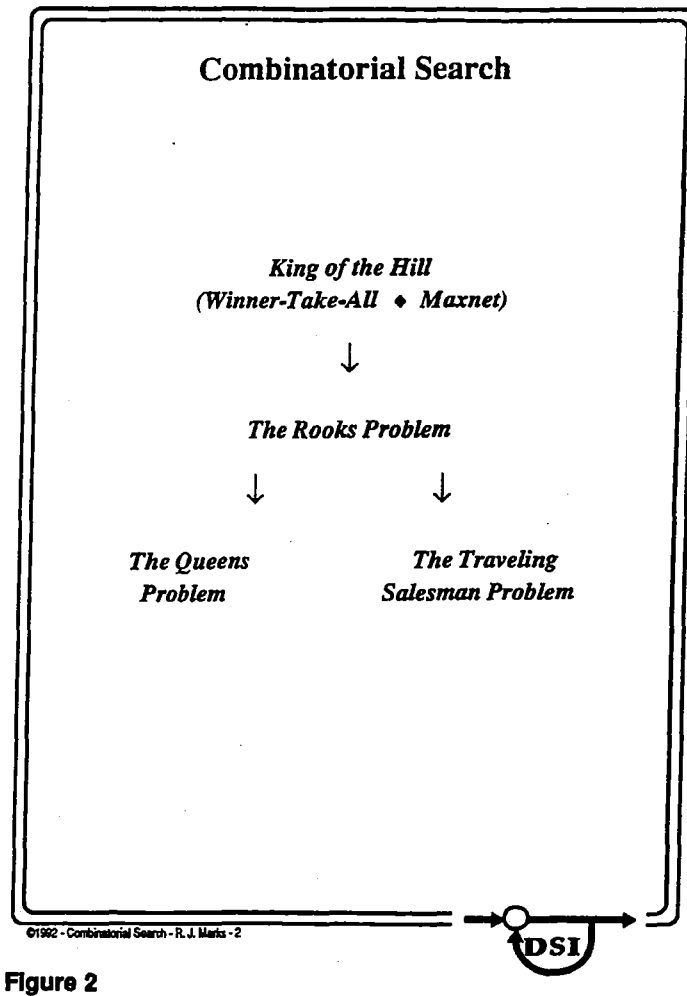 Combinatorial Search
King of the Hill
(Winner-Take-All ♦ Maxnet)
↓
The Rooks Problem
↓ ↓
The Queens
Problem
The Traveling
Salesman Problem
©1992 - Combinatorial Search - R. J. Marks - 2
DSI
Figure 2